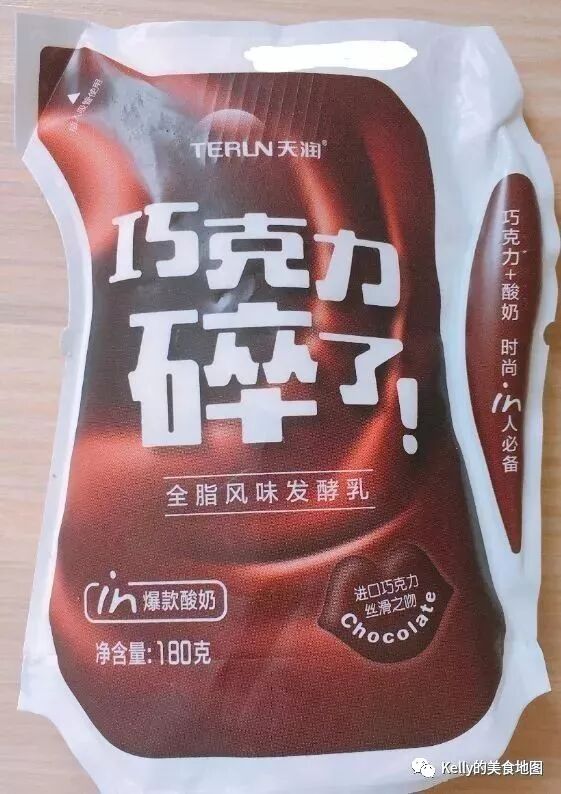 TERUN天润®
巧克力
碎了!
全脂风味发酵乳
in爆款酸奶
净含量:180克
进口巧克力
丝滑之吻
Chocolate
巧克力+酸奶 时尚in人必备
Kelly的美食地图